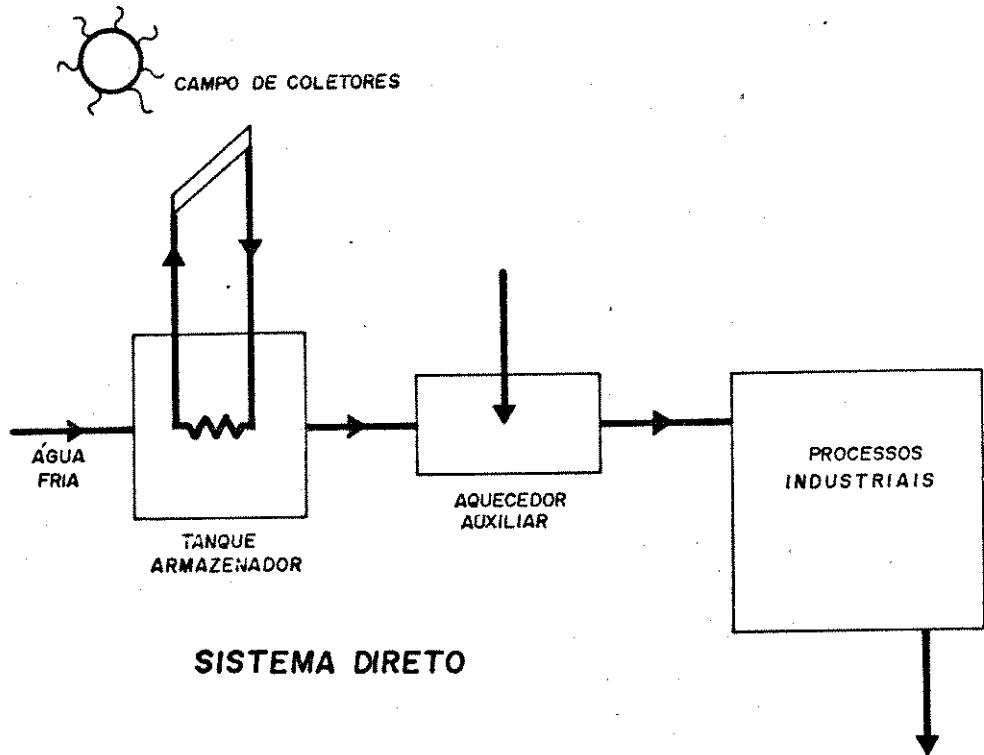 CAMPO DE COLETORES
ÁGUA
FRIA
TANQUE
ARMAZENADOR
AQUECEDOR
AUXILIAR
PROCESSOS
INDUSTRIAIS
SISTEMA DIRETO